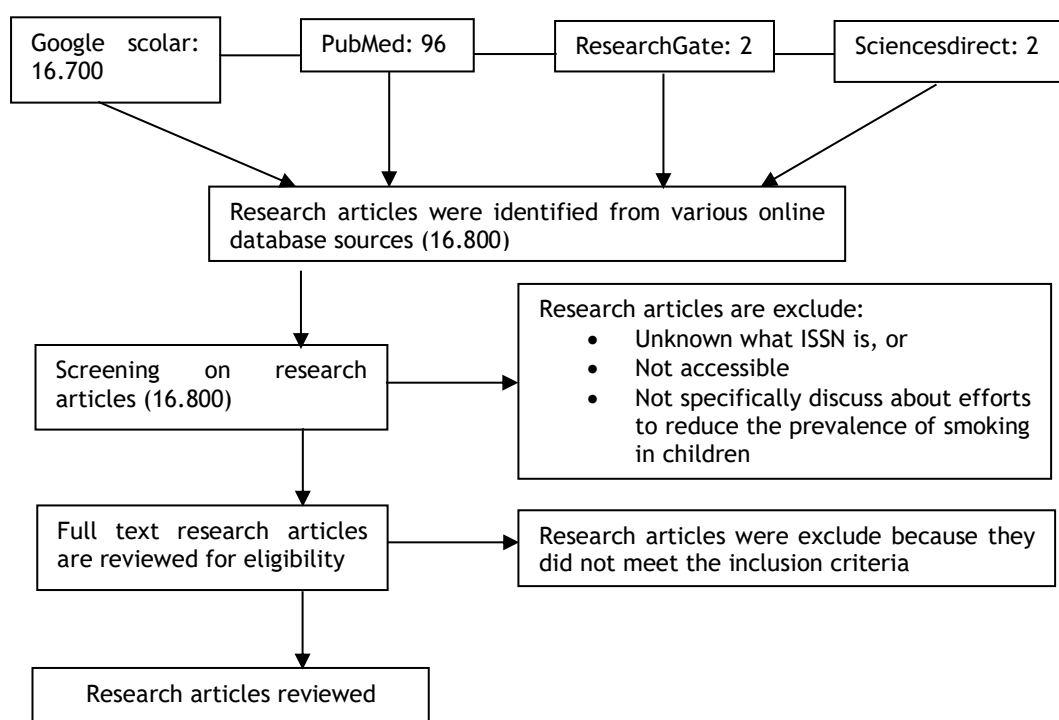 Google scolar:
16.700
PubMed: 96
ResearchGate: 2
Sciencesdirect: 2
Research articles were identified from various online
database sources (16.800)
Research articles are exclude:
• Unknown what ISSN is, or
• Not accessible
• Not specifically discuss about efforts
to reduce the prevalence of smoking
in children
Screening on research
articles (16.800)
Full text research articles
are reviewed for eligibility
Research articles were exclude because they
did not meet the inclusion criteria
Research articles reviewed